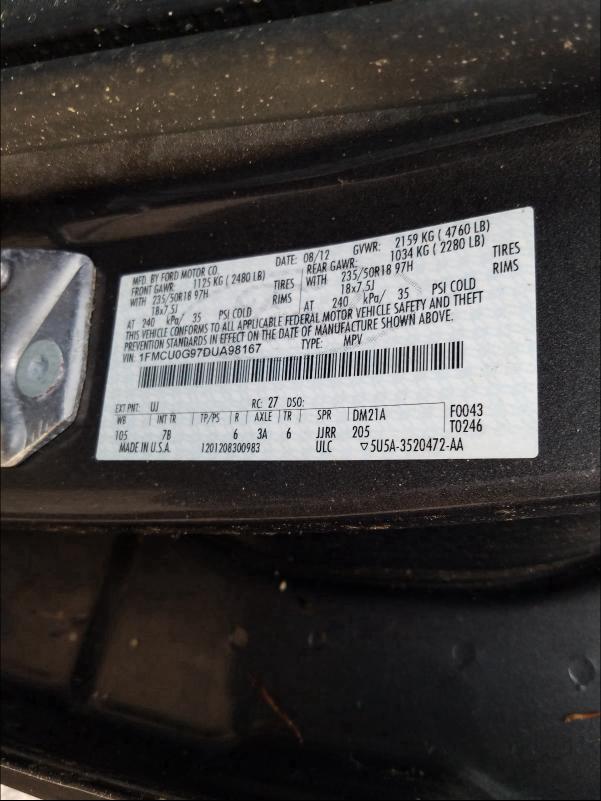 MFD. BY FORD MOTOR CO. DATE: 08/12 GVWR: 2159 KG ( 4760 LB)
FRONT GAWR: 1125 KG ( 2480 LB) REAR GAWR: 1034 KG ( 2280 LB)
WITH 235/50R18 97H TIRES WITH 235/50R18 97H TIRES
18x7.5J RIMS 18x7.5J RIMS
AT 240 kPa/ 35 PSI COLD AT 240 kPa/ 35 PSI COLD
THIS VEHICLE CONFORMS TO ALL APPLICABLE FEDERAL MOTOR VEHICLE SAFETY AND THEFT
PREVENTION STANDARDS IN EFFECT ON THE DATE OF MANUFACTURE SHOWN ABOVE.
VIN: 1FMCU0G97DUA98167 TYPE: MPV
EXT PNT: UJ RC: 27 DSO:
WB INT TR TP/PS R AXLE TR SPR DM21A F0043
105 7B 6 3A 6 JJRR 205 T0246
MADE IN U.S.A. 1201208300983 ULC ▽5U5A-3520472-AA